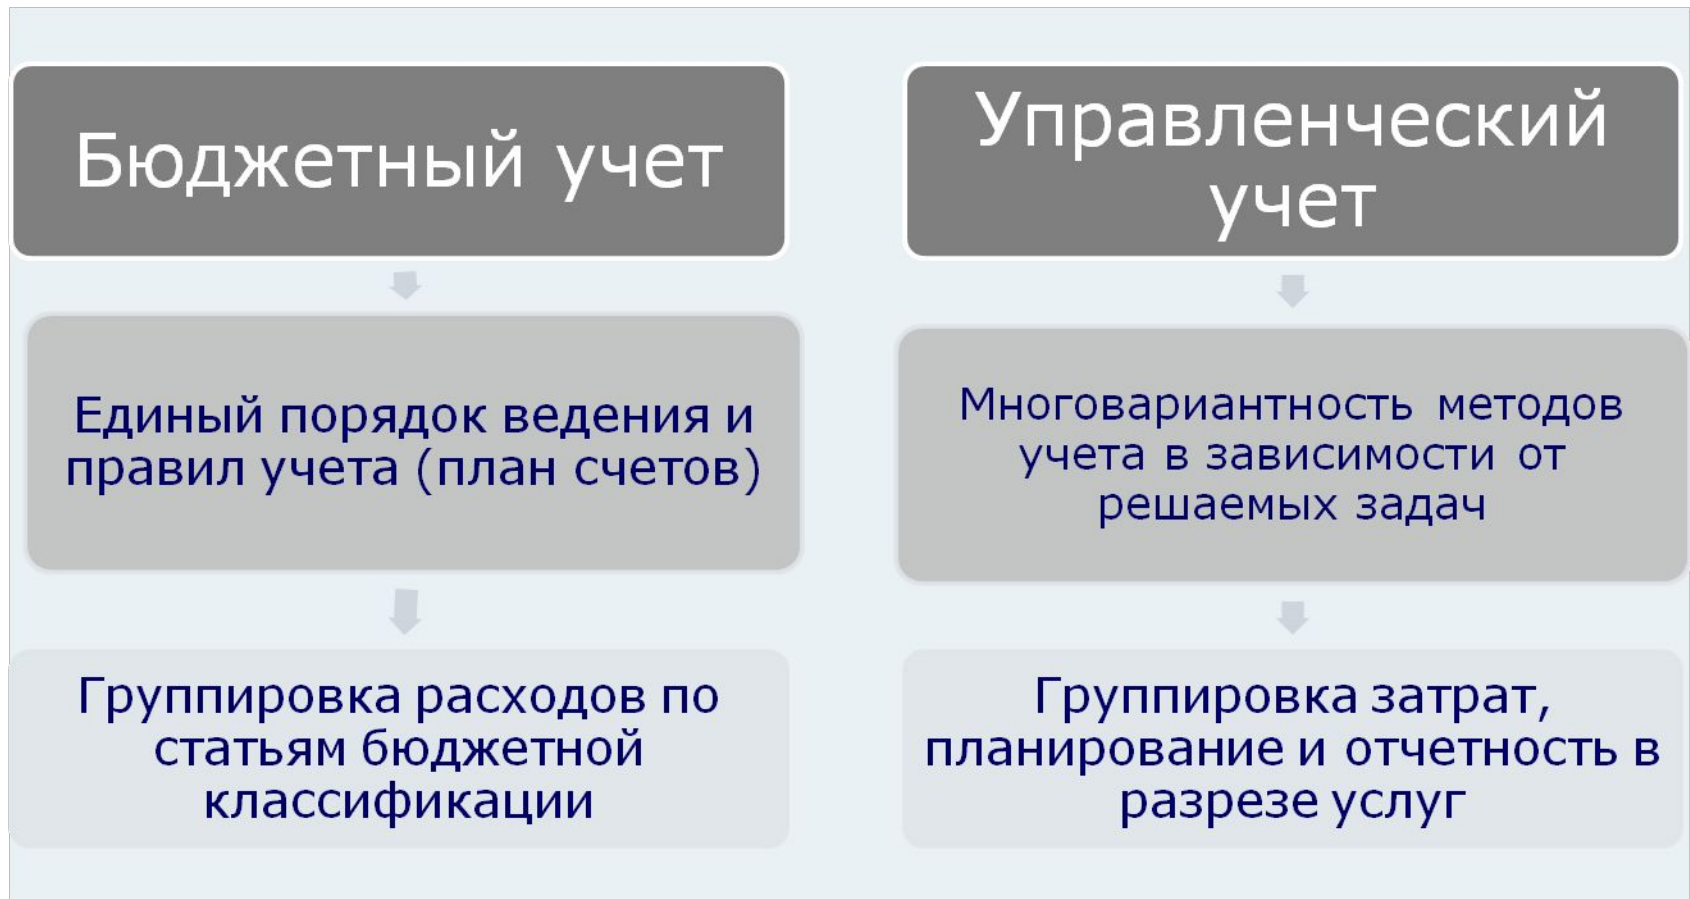 Бюджетный учет
Единый порядок ведения и
правил учета (план счетов)
Группировка расходов по
статьям бюджетной
классификации
Управленческий
учет
Многовариантность методов
учета в зависимости от
решаемых задач
Группировка затрат,
планирование и отчетность в
разрезе услуг